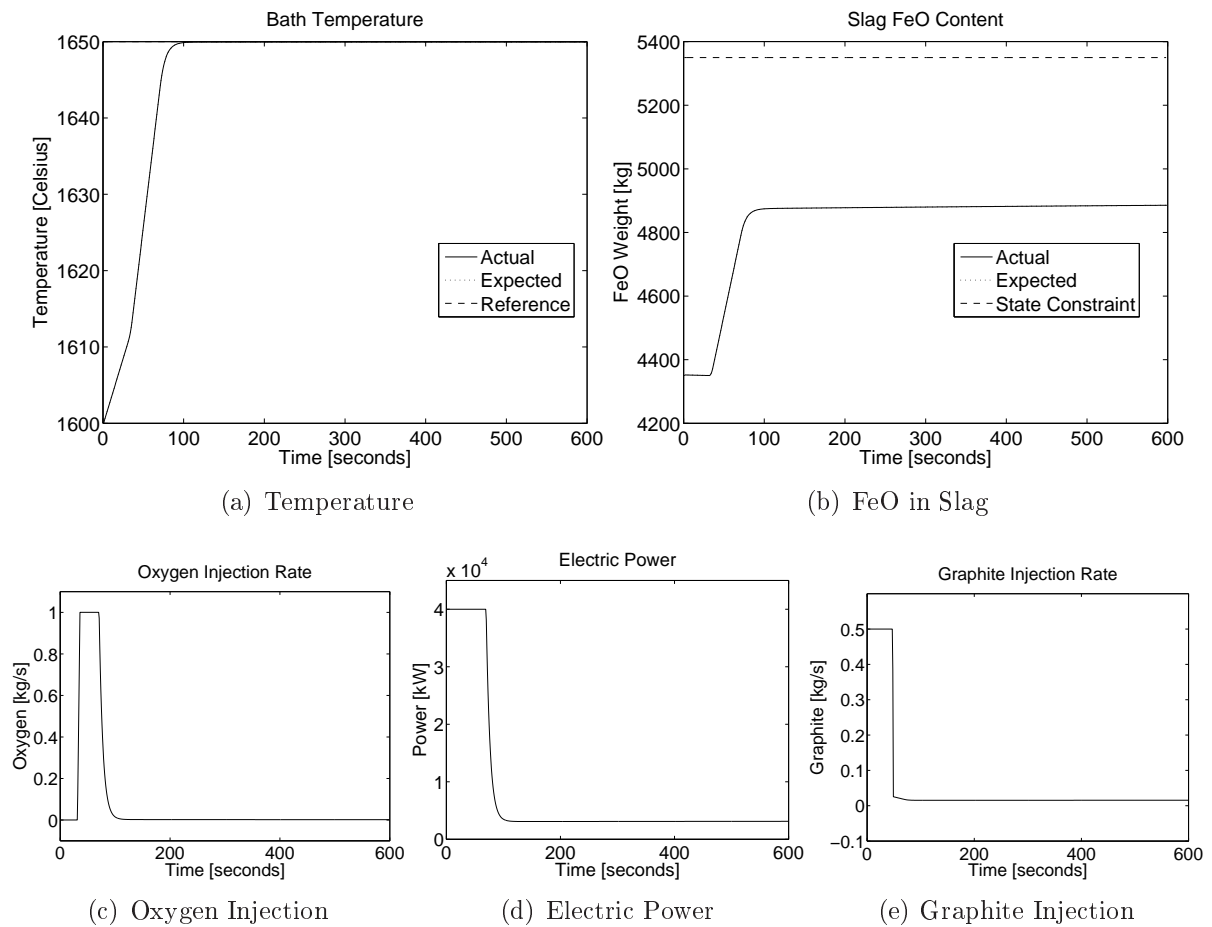 Bath Temperature
Temperature [Celsius]
1650
1640
1630
1620
1610
1600
0 100 200 300 400 500 600
Time [seconds]
Actual
Expected
Reference
(a) Temperature
Slag FeO Content
FeO Weight [kg]
5400
5200
5000
4800
4600
4400
4200
0 100 200 300 400 500 600
Time [seconds]
Actual
Expected
State Constraint
(b) FeO in Slag
Oxygen Injection Rate
Oxygen [kg/s]
1
0.8
0.6
0.4
0.2
0
0 200 400 600
Time [seconds]
(c) Oxygen Injection
Electric Power
x 10^4
Power [kW]
4
3
2
1
0
0 200 400 600
Time [seconds]
(d) Electric Power
Graphite Injection Rate
Graphite [kg/s]
0.5
0.4
0.3
0.2
0.1
0
−0.1
0 200 400 600
Time [seconds]
(e) Graphite Injection